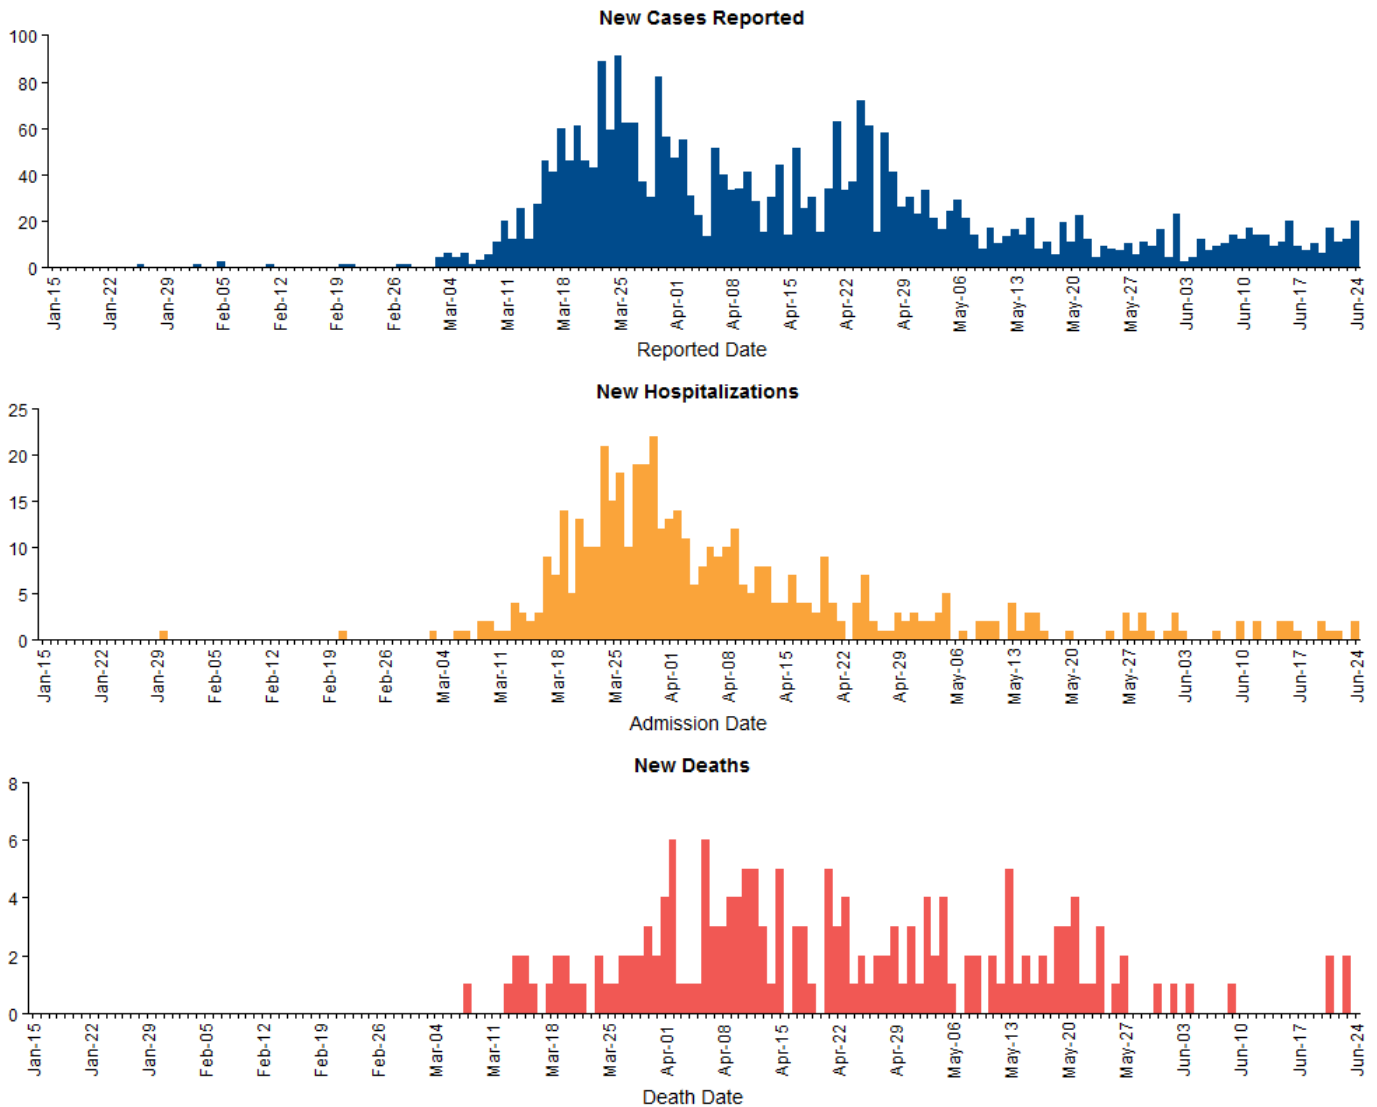 New Cases Reported
100
80
60
40
20
0
Jan-15 Jan-22 Jan-29 Feb-05 Feb-12 Feb-19 Feb-26 Mar-04 Mar-11 Mar-18 Mar-25 Apr-01 Apr-08 Apr-15 Apr-22 Apr-29 May-06 May-13 May-20 May-27 Jun-03 Jun-10 Jun-17 Jun-24
Reported Date
New Hospitalizations
25
20
15
10
5
0
Jan-15 Jan-22 Jan-29 Feb-05 Feb-12 Feb-19 Feb-26 Mar-04 Mar-11 Mar-18 Mar-25 Apr-01 Apr-08 Apr-15 Apr-22 Apr-29 May-06 May-13 May-20 May-27 Jun-03 Jun-10 Jun-17 Jun-24
Admission Date
New Deaths
8
6
4
2
0
Jan-15 Jan-22 Jan-29 Feb-05 Feb-12 Feb-19 Feb-26 Mar-04 Mar-11 Mar-18 Mar-25 Apr-01 Apr-08 Apr-15 Apr-22 Apr-29 May-06 May-13 May-20 May-27 Jun-03 Jun-10 Jun-17 Jun-24
Death Date